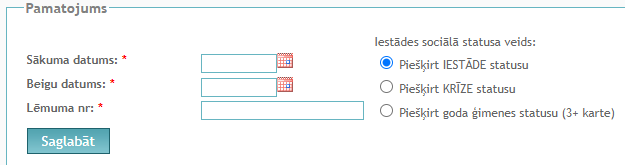 Pamatojums
Iestādes sociālā statusa veids:
Sākuma datums: *
Piešķirt IESTĀDE statusu
Beigu datums: *
Piešķirt KRĪZE statusu
Lēmuma nr: *
Piešķirt goda ģimenes statusu (3+ karte)
Saglabāt